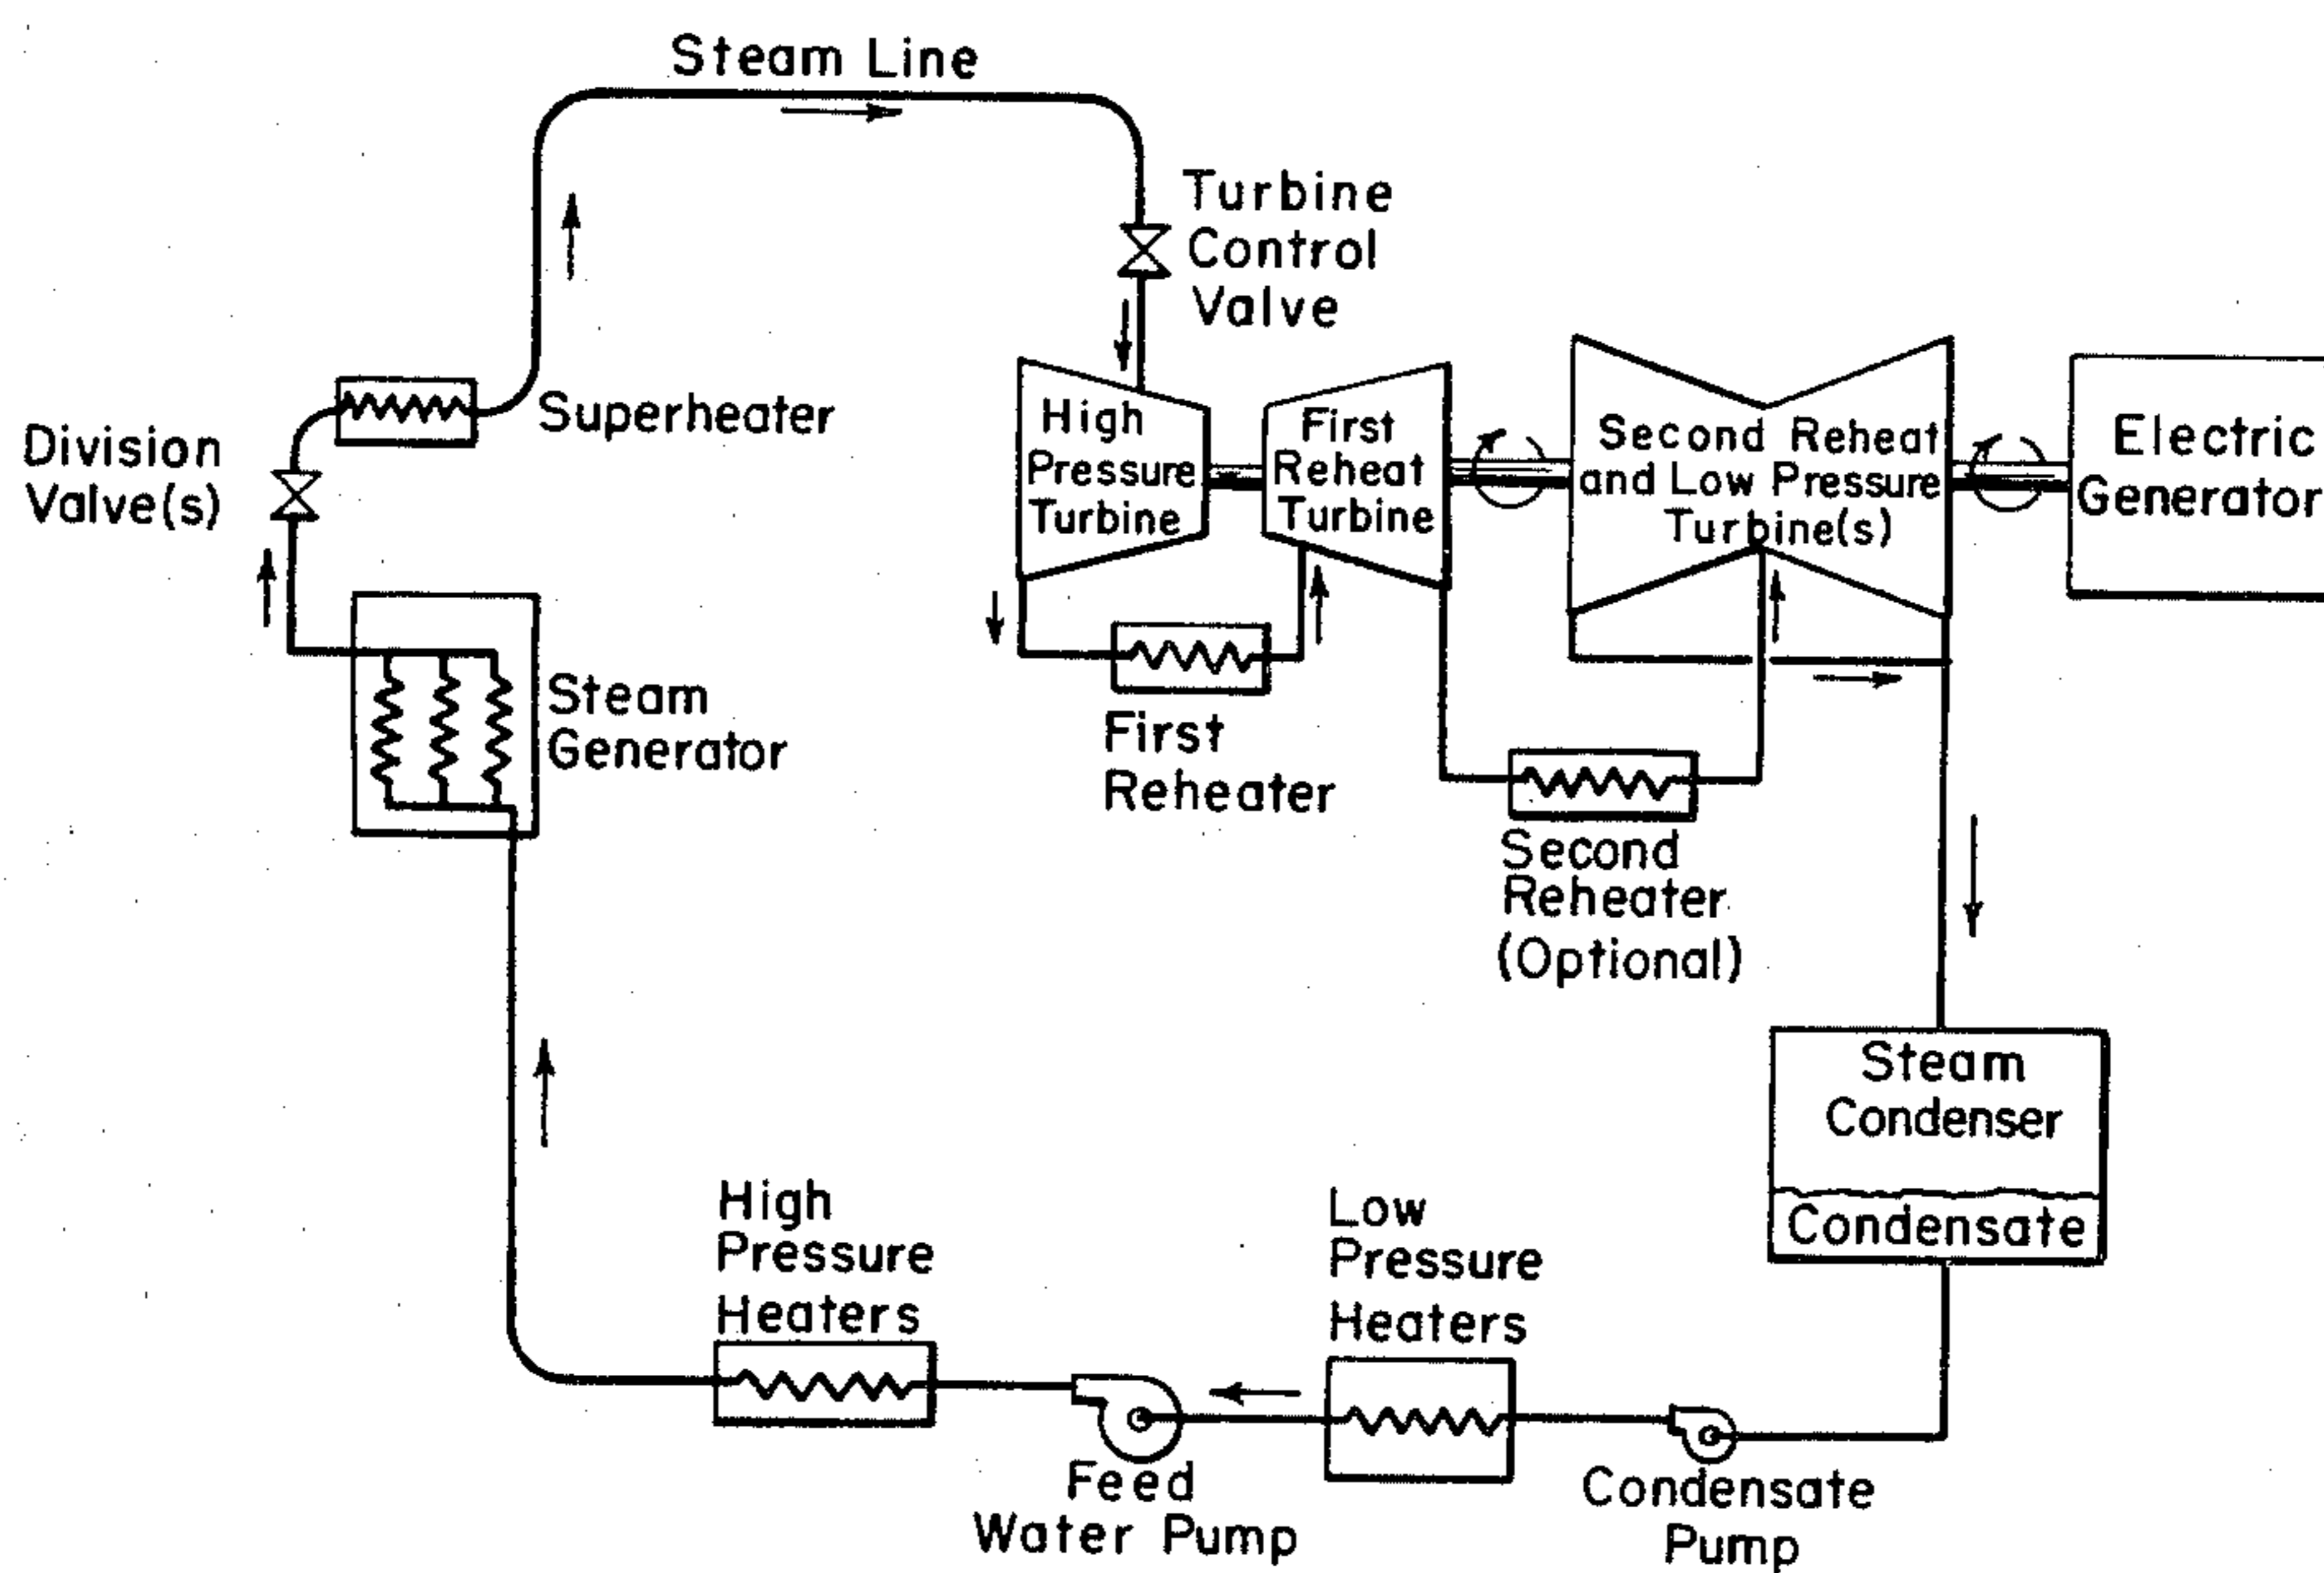 Steam Line
Turbine
Control
Valve
Superheater
Division
Valve(s)
High
Pressure
Turbine
First
Reheat
Turbine
Second Reheat
and Low Pressure
Turbine(s)
Electric
Generator
Steam
Generator
First
Reheater
Second
Reheater
(Optional)
Steam
Condenser
Condensate
High
Pressure
Heaters
Low
Pressure
Heaters
Feed
Water Pump
Condensate
Pump